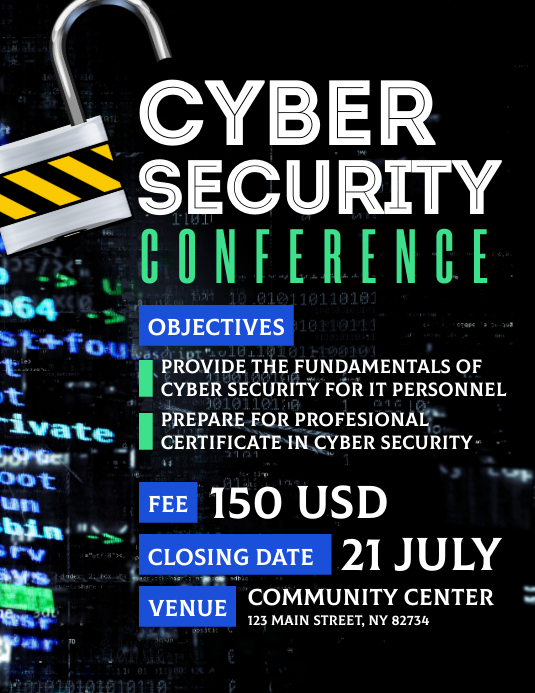 CYBER
SECURITY
CONFERENCE
OBJECTIVES
PROVIDE THE FUNDAMENTALS OF
CYBER SECURITY FOR IT PERSONNEL
PREPARE FOR PROFESIONAL
CERTIFICATE IN CYBER SECURITY
FEE 150 USD
CLOSING DATE 21 JULY
VENUE COMMUNITY CENTER
123 MAIN STREET, NY 82734